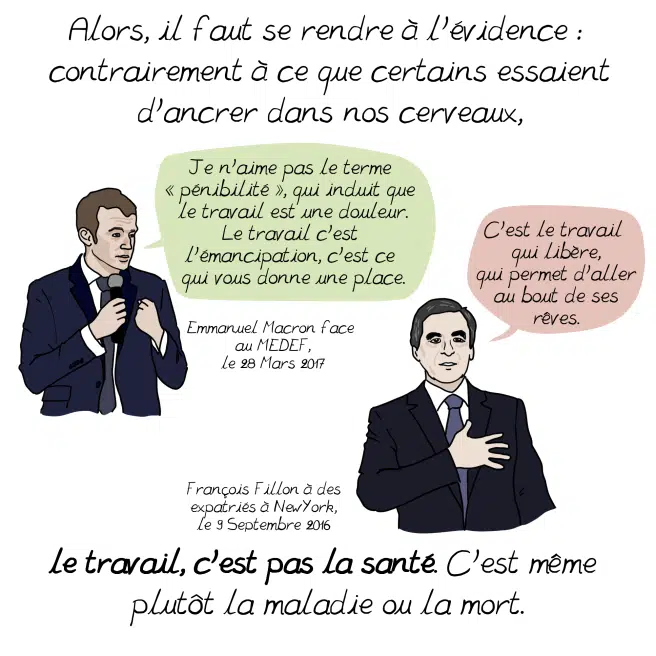 Alors, il faut se rendre à l'évidence :
contrairement à ce que certains essaient
d'ancrer dans nos cerveaux,
Je n'aime pas le terme
« pénibilité », qui induit que
le travail est une douleur.
Le travail c'est
l'émancipation, c'est ce
qui vous donne une place.
Emmanuel Macron face
au MEDEF,
le 28 Mars 2017
C'est le travail
qui libère,
qui permet d'aller
au bout de ses
rêves.
François Fillon à des
expatriés à NewYork,
le 9 Septembre 2016
le travail, c'est pas la santé. C'est même
plutôt la maladie ou la mort.